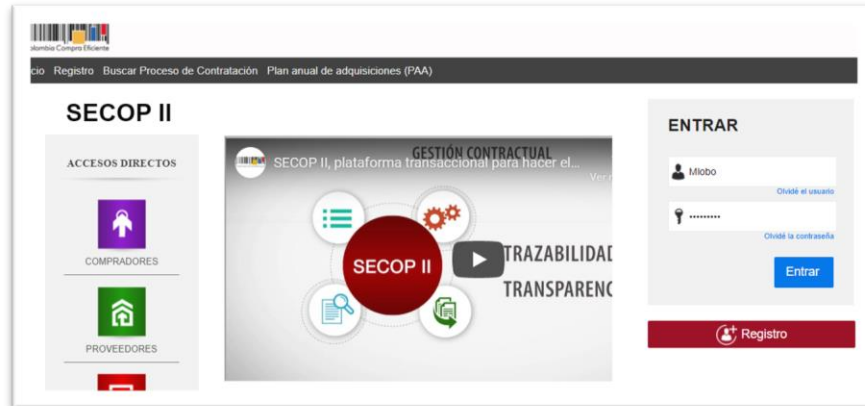 olombia Compra Eficiente
cio Registro Buscar Proceso de Contratación Plan anual de adquisiciones (PAA)
SECOP II
ACCESOS DIRECTOS
COMPRADORES
PROVEEDORES
GESTIÓN CONTRACTUAL
SECOP II, plataforma transaccional para hacer el...
Ver
SECOP II
TRAZABILIDAD
TRANSPARENC
ENTRAR
Mlobo
Olvidé el usuario
•••••••••
Olvidé la contraseña
Entrar
Registro